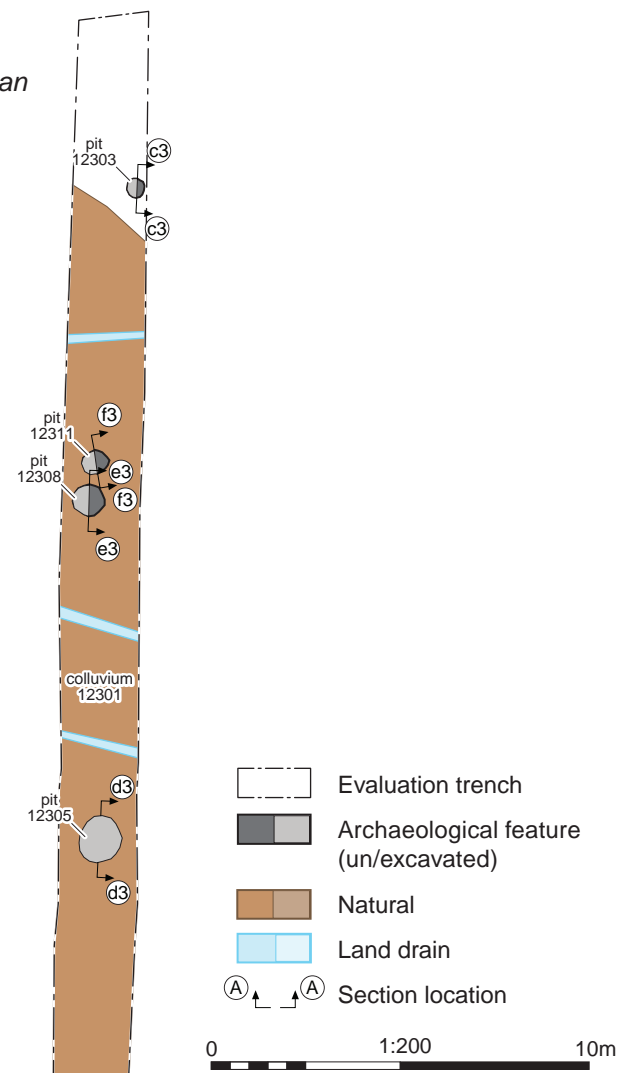 an
pit
12303
c3
c3
f3
pit
12311
e3
pit
12308
f3
e3
colluvium
12301
d3
pit
12305
d3
Evaluation trench
Archaeological feature
(un/excavated)
Natural
Land drain
A A Section location
0 1:200 10m